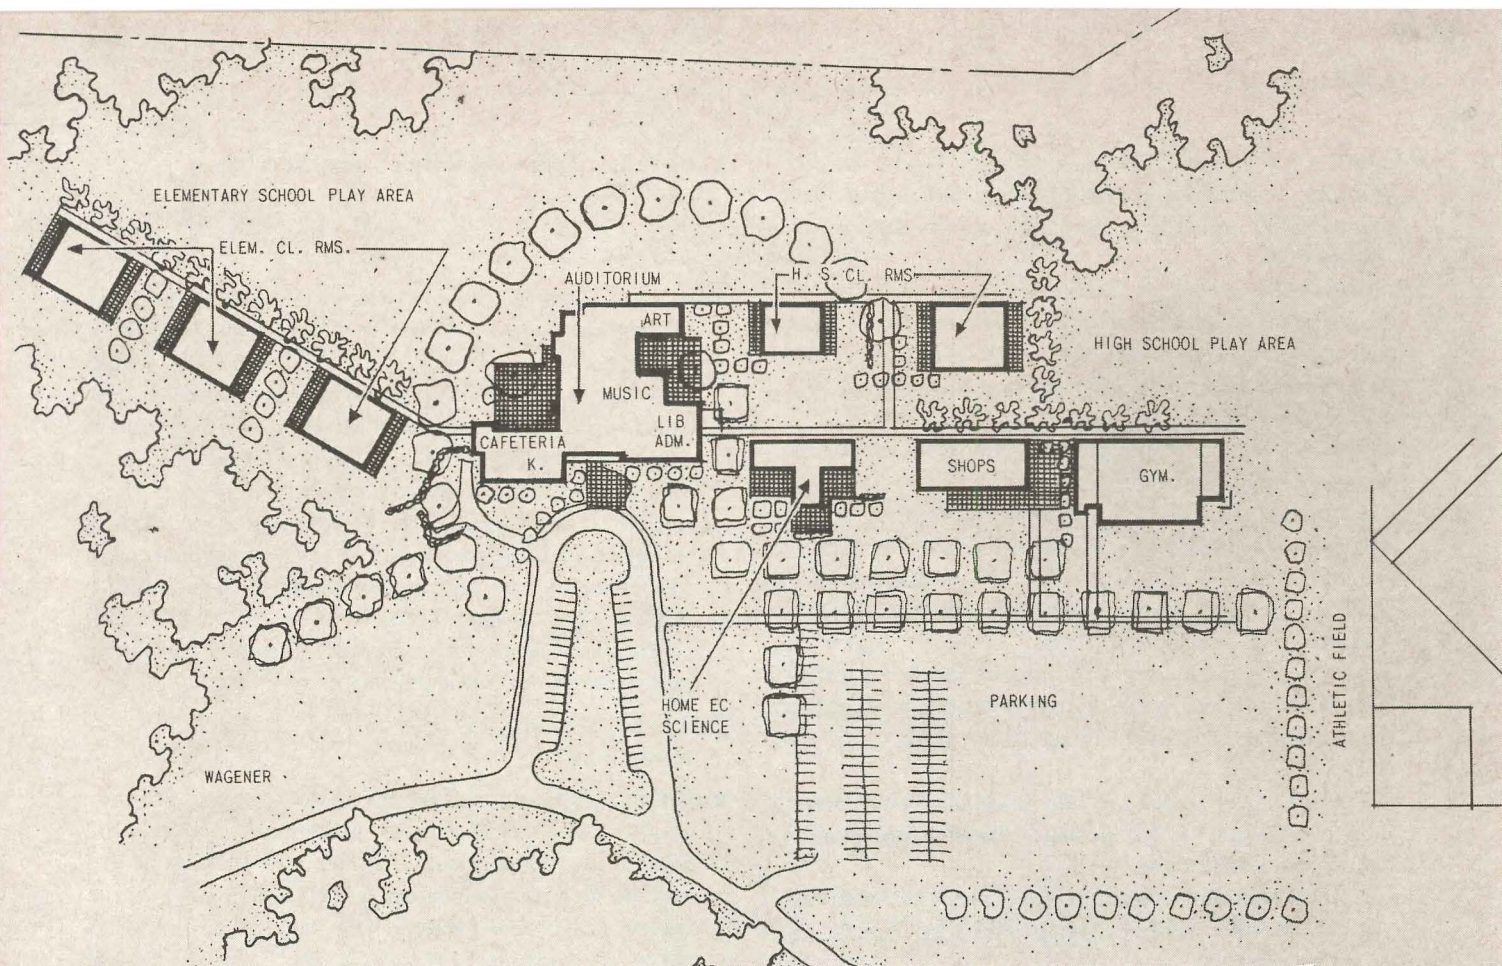 ELEMENTARY SCHOOL PLAY AREA
ELEM. CL. RMS.
AUDITORIUM
H. S. CL. RMS
ART
HIGH SCHOOL PLAY AREA
MUSIC
LIB
ADM.
CAFETERIA
K.
SHOPS
GYM.
HOME EC
SCIENCE
PARKING
ATHLETIC FIELD
WAGENER